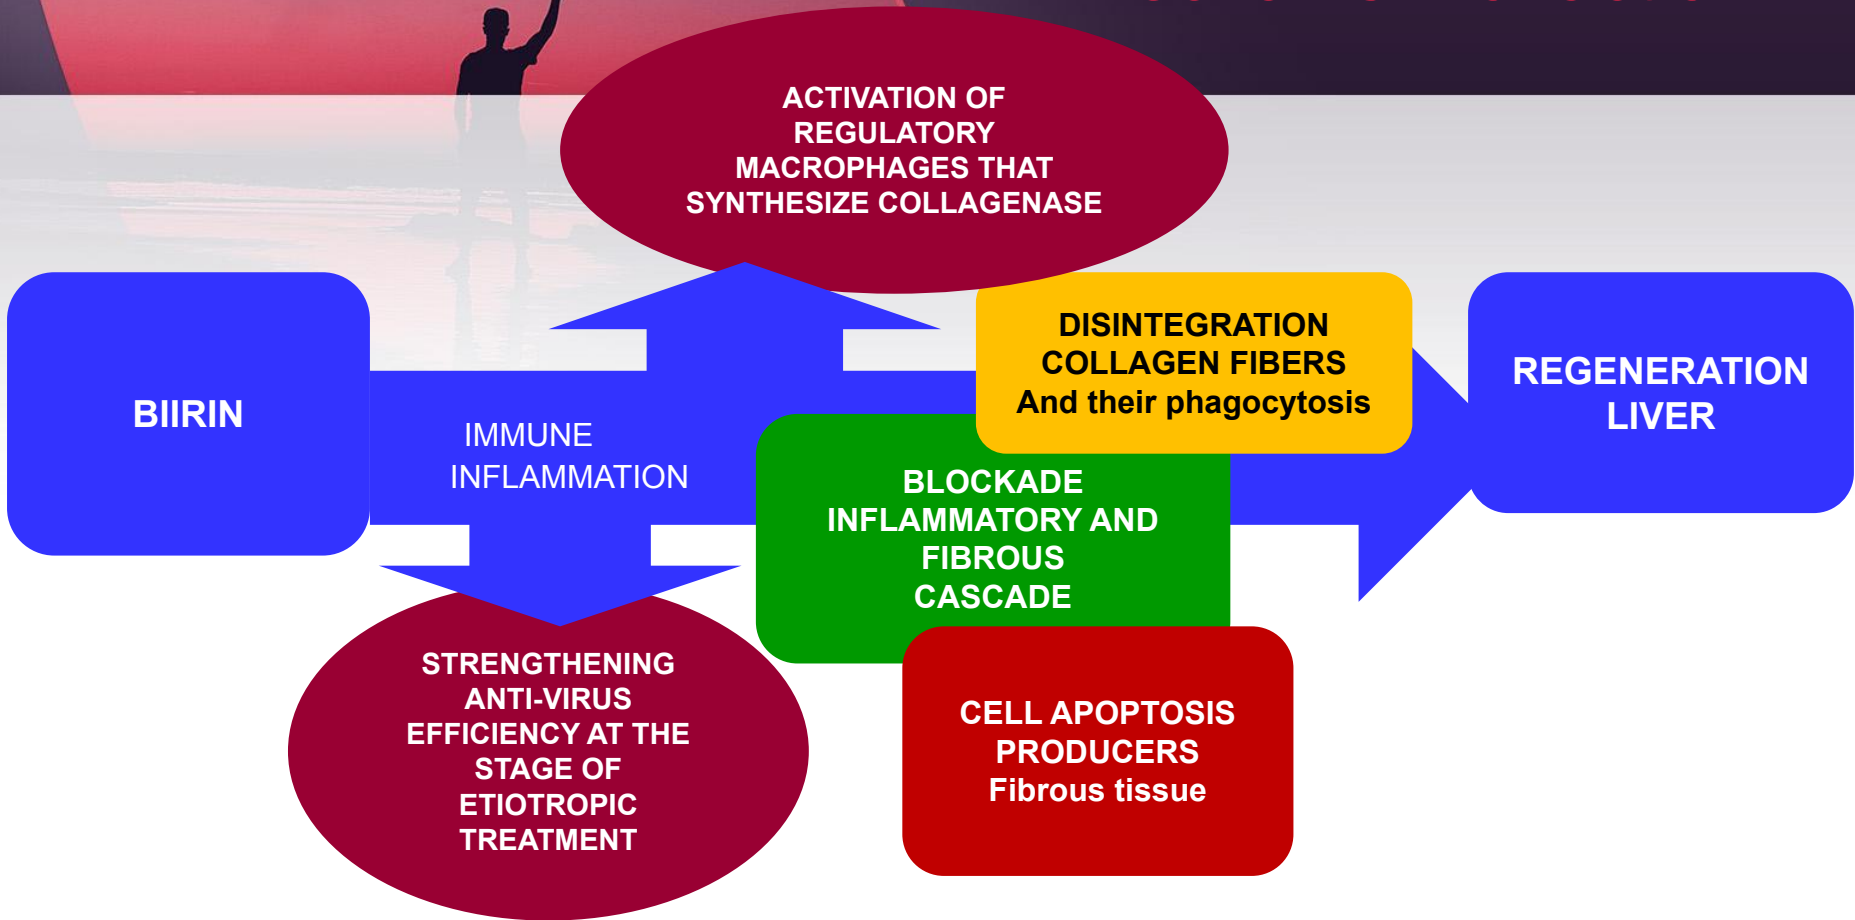 ACTIVATION OF
REGULATORY
MACROPHAGES THAT
SYNTHESIZE COLLAGENASE
BIIRIN
IMMUNE
INFLAMMATION
DISINTEGRATION
COLLAGEN FIBERS
And their phagocytosis
REGENERATION
LIVER
BLOCKADE
INFLAMMATORY AND
FIBROUS
CASCADE
STRENGTHENING
ANTI-VIRUS
EFFICIENCY AT THE
STAGE OF
ETIOTROPIC
TREATMENT
CELL APOPTOSIS
PRODUCERS
Fibrous tissue